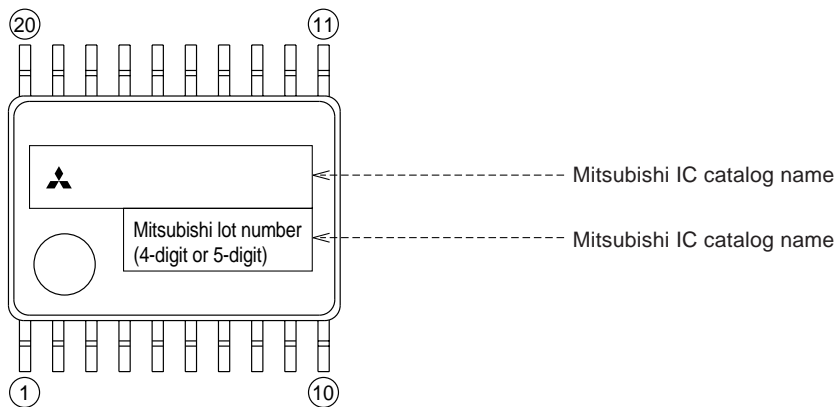 20 11
Mitsubishi IC catalog name
Mitsubishi lot number
(4-digit or 5-digit)
Mitsubishi IC catalog name
1 10